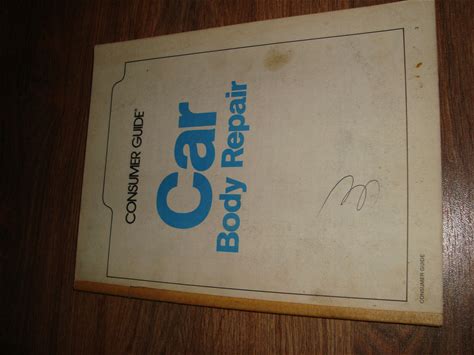 CONSUMER GUIDE®
Car
Body Repair
CONSUMER GUIDE